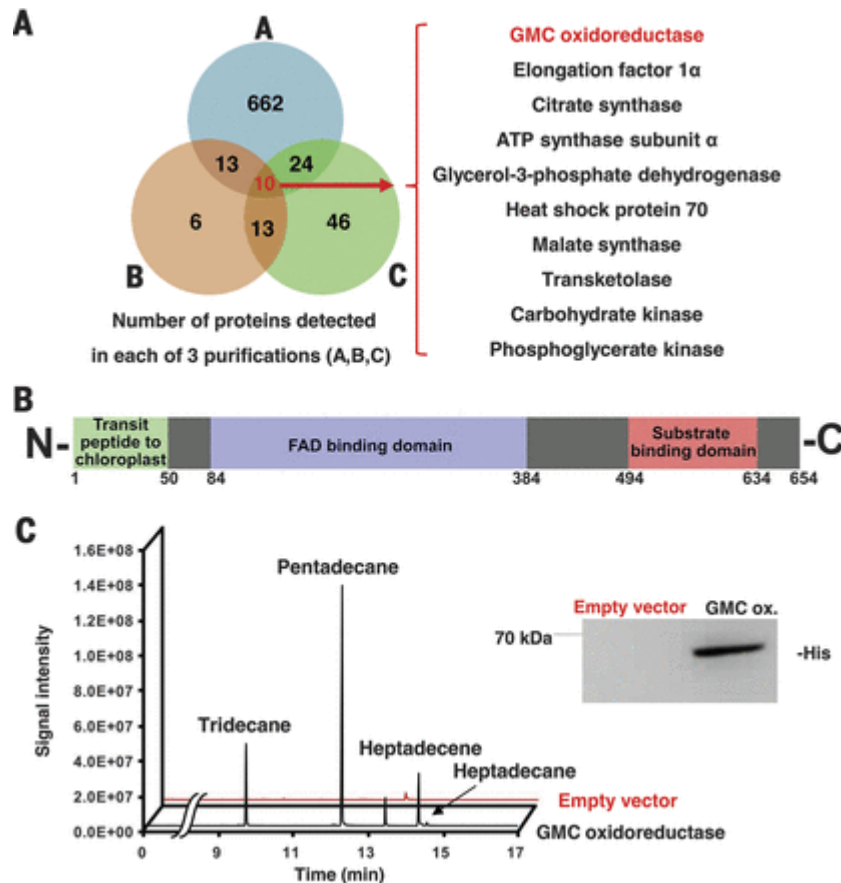 A
A
662
13
24
10
6
13
46
B
C
Number of proteins detected
in each of 3 purifications (A,B,C)
GMC oxidoreductase
Elongation factor 1α
Citrate synthase
ATP synthase subunit α
Glycerol-3-phosphate dehydrogenase
Heat shock protein 70
Malate synthase
Transketolase
Carbohydrate kinase
Phosphoglycerate kinase
B
N-
Transit
peptide to
chloroplast
FAD binding domain
Substrate
binding domain
-C
1 50 84 384 494 634 654
C
Signal intensity
1.6E+08
1.4E+08
1.2E+08
1.0E+08
8.0E+07
6.0E+07
4.0E+07
2.0E+07
0.0E+00
Pentadecane
Tridecane
Heptadecene
Heptadecane
Empty vector
GMC oxidoreductase
0 9 11 13 15 17
Time (min)
Empty vector GMC ox.
70 kDa
-His